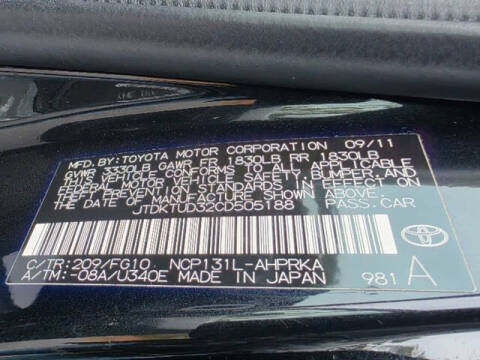 MFD. BY:TOYOTA MOTOR CORPORATION 09/11
GVWR 3330LB GAWR FR 1830LB RR 1830LB
THIS VEHICLE CONFORMS TO ALL APPLICABLE
FEDERAL MOTOR VEHICLE SAFETY, BUMPER, AND
THEFT PREVENTION STANDARDS IN EFFECT ON
THE DATE OF MANUFACTURE SHOWN ABOVE.
JTDKTUD32CD505188 PASS.CAR
C/TR:209/FG10 NCP131L-AHPRKA
A/TM:-08A/U340E MADE IN JAPAN 981 A